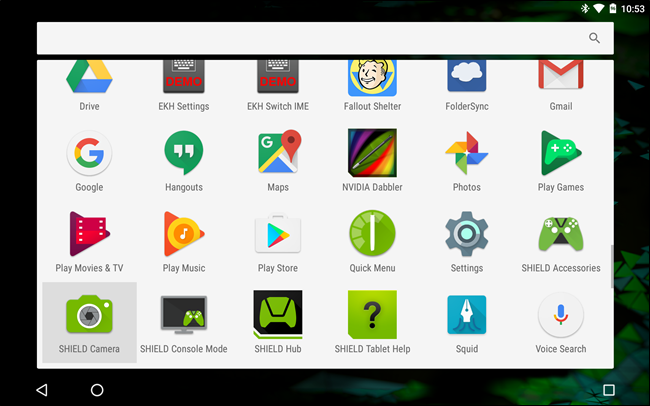 10:53
DEMO
DEMO
Drive
EKH Settings
EKH Switch IME
Fallout Shelter
FolderSync
Gmail
Google
Hangouts
Maps
NVIDIA Dabbler
Photos
Play Games
Play Movies & TV
Play Music
Play Store
Quick Menu
Settings
SHIELD Accessories
SHIELD Camera
SHIELD Console Mode
SHIELD Hub
SHIELD Tablet Help
Squid
Voice Search